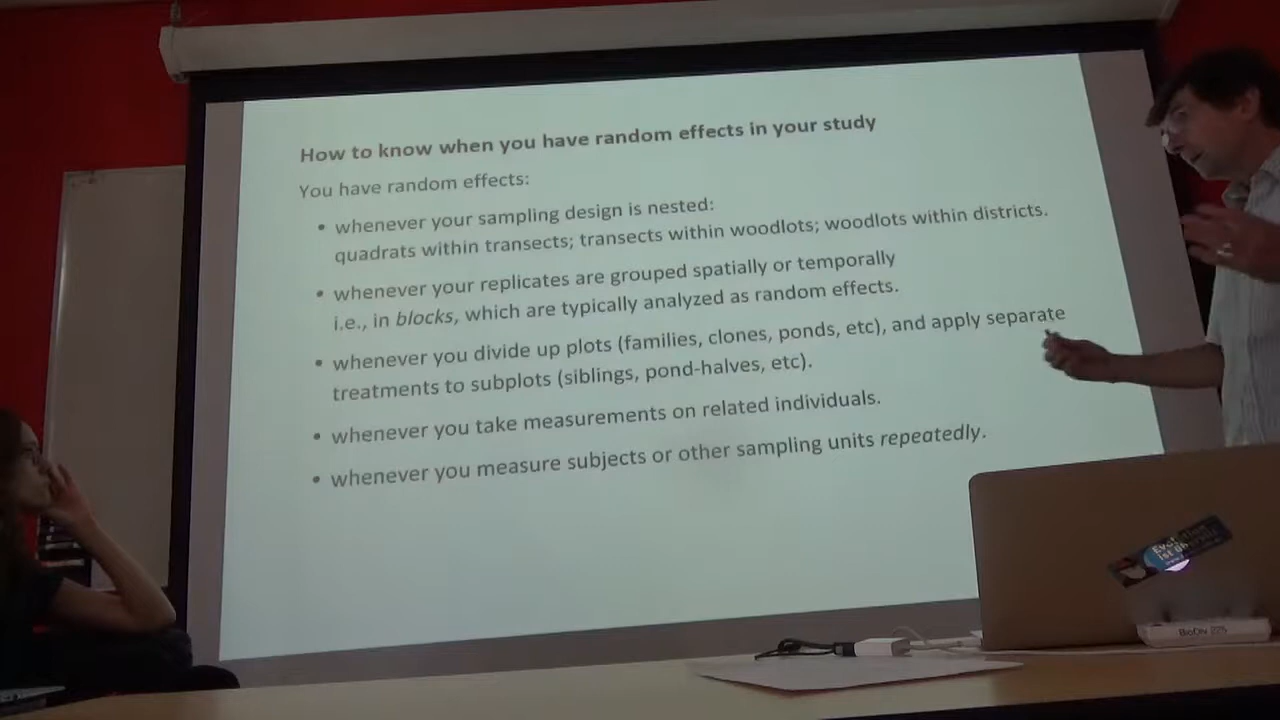 How to know when you have random effects in your study
You have random effects:
• whenever your sampling design is nested:
quadrats within transects; transects within woodlots; woodlots within districts.
• whenever your replicates are grouped spatially or temporally
i.e., in blocks, which are typically analyzed as random effects.
• whenever you divide up plots (families, clones, ponds, etc), and apply separate
treatments to subplots (siblings, pond-halves, etc).
• whenever you take measurements on related individuals.
• whenever you measure subjects or other sampling units repeatedly.
BioDiv